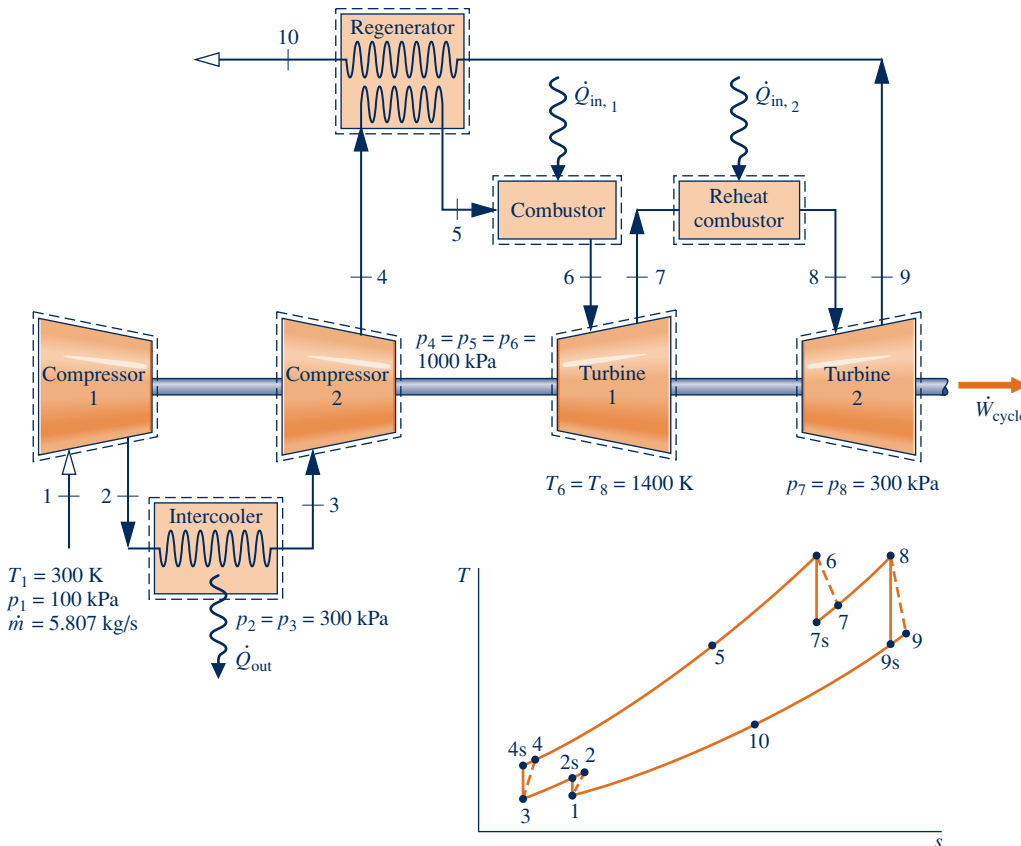 10
Regenerator
Q̇in, 1
Q̇in, 2
Combustor
Reheat
combustor
5
4
6
7
8
9
p4 = p5 = p6 =
1000 kPa
Compressor
1
Compressor
2
Turbine
1
Turbine
2
Ẇcycle
1
2
3
T6 = T8 = 1400 K
p7 = p8 = 300 kPa
Intercooler
T1 = 300 K
p1 = 100 kPa
ṁ = 5.807 kg/s
p2 = p3 = 300 kPa
Q̇out
T
6
8
7
7s
9
9s
5
10
4s
4
2s
2
3
1
s